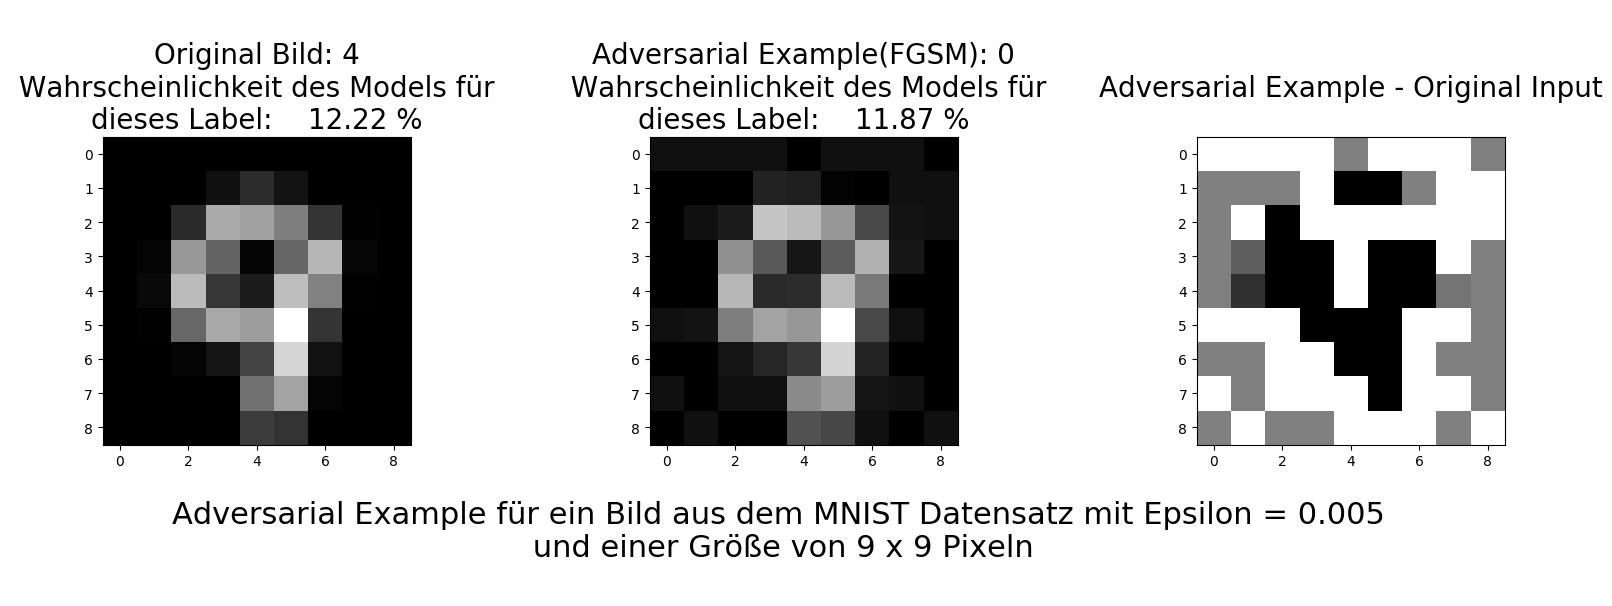 Original Bild: 4
Wahrscheinlichkeit des Models für
dieses Label: 12.22 %
Adversarial Example(FGSM): 0
Wahrscheinlichkeit des Models für
dieses Label: 11.87 %
Adversarial Example - Original Input
0
1
2
3
4
5
6
7
8
0 2 4 6 8
0
1
2
3
4
5
6
7
8
0 2 4 6 8
0
1
2
3
4
5
6
7
8
0 2 4 6 8
Adversarial Example für ein Bild aus dem MNIST Datensatz mit Epsilon = 0.005
und einer Größe von 9 x 9 Pixeln